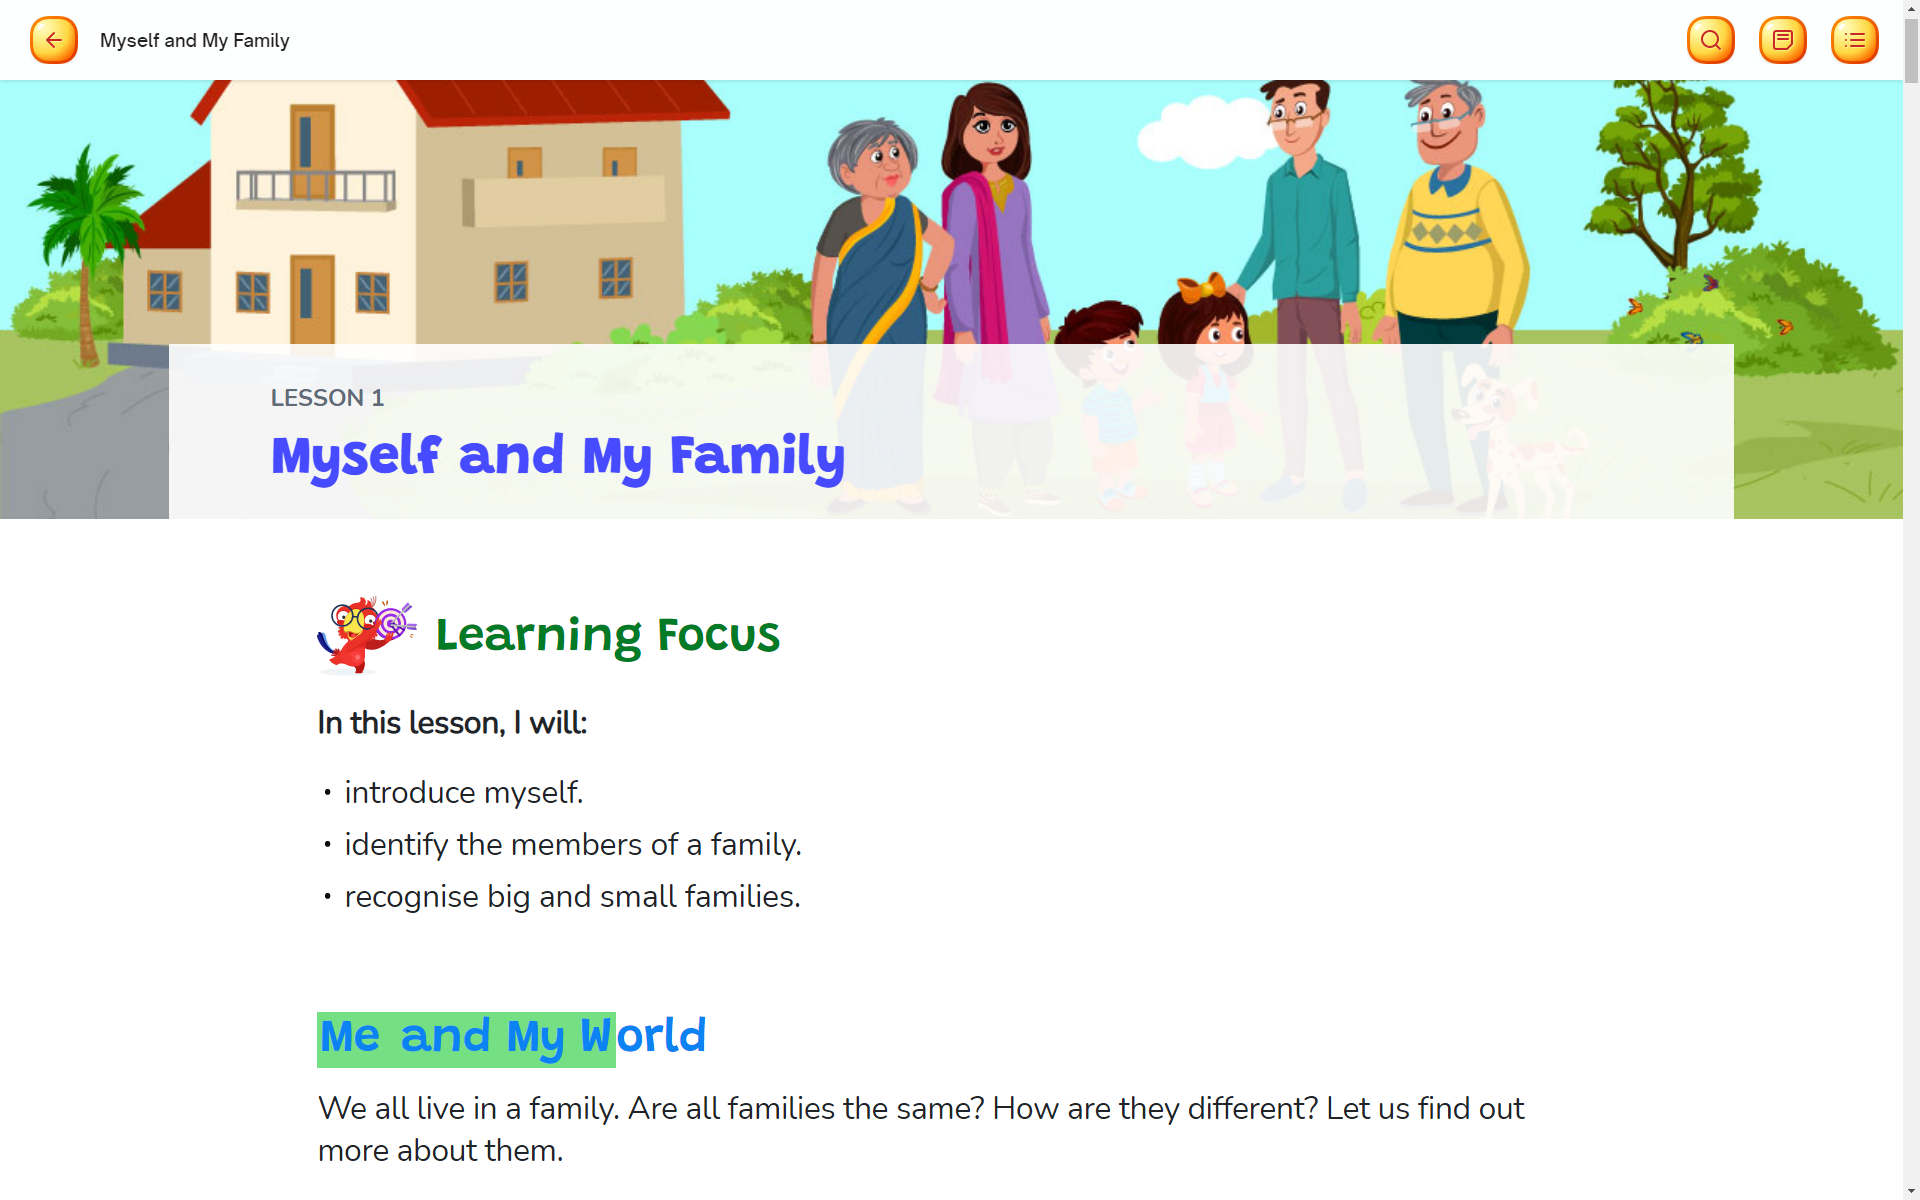 Myself and My Family
LESSON 1
Myself and My Family
Learning Focus
In this lesson, I will:
• introduce myself.
• identify the members of a family.
• recognise big and small families.
Me and My World
We all live in a family. Are all families the same? How are they different? Let us find out
more about them.